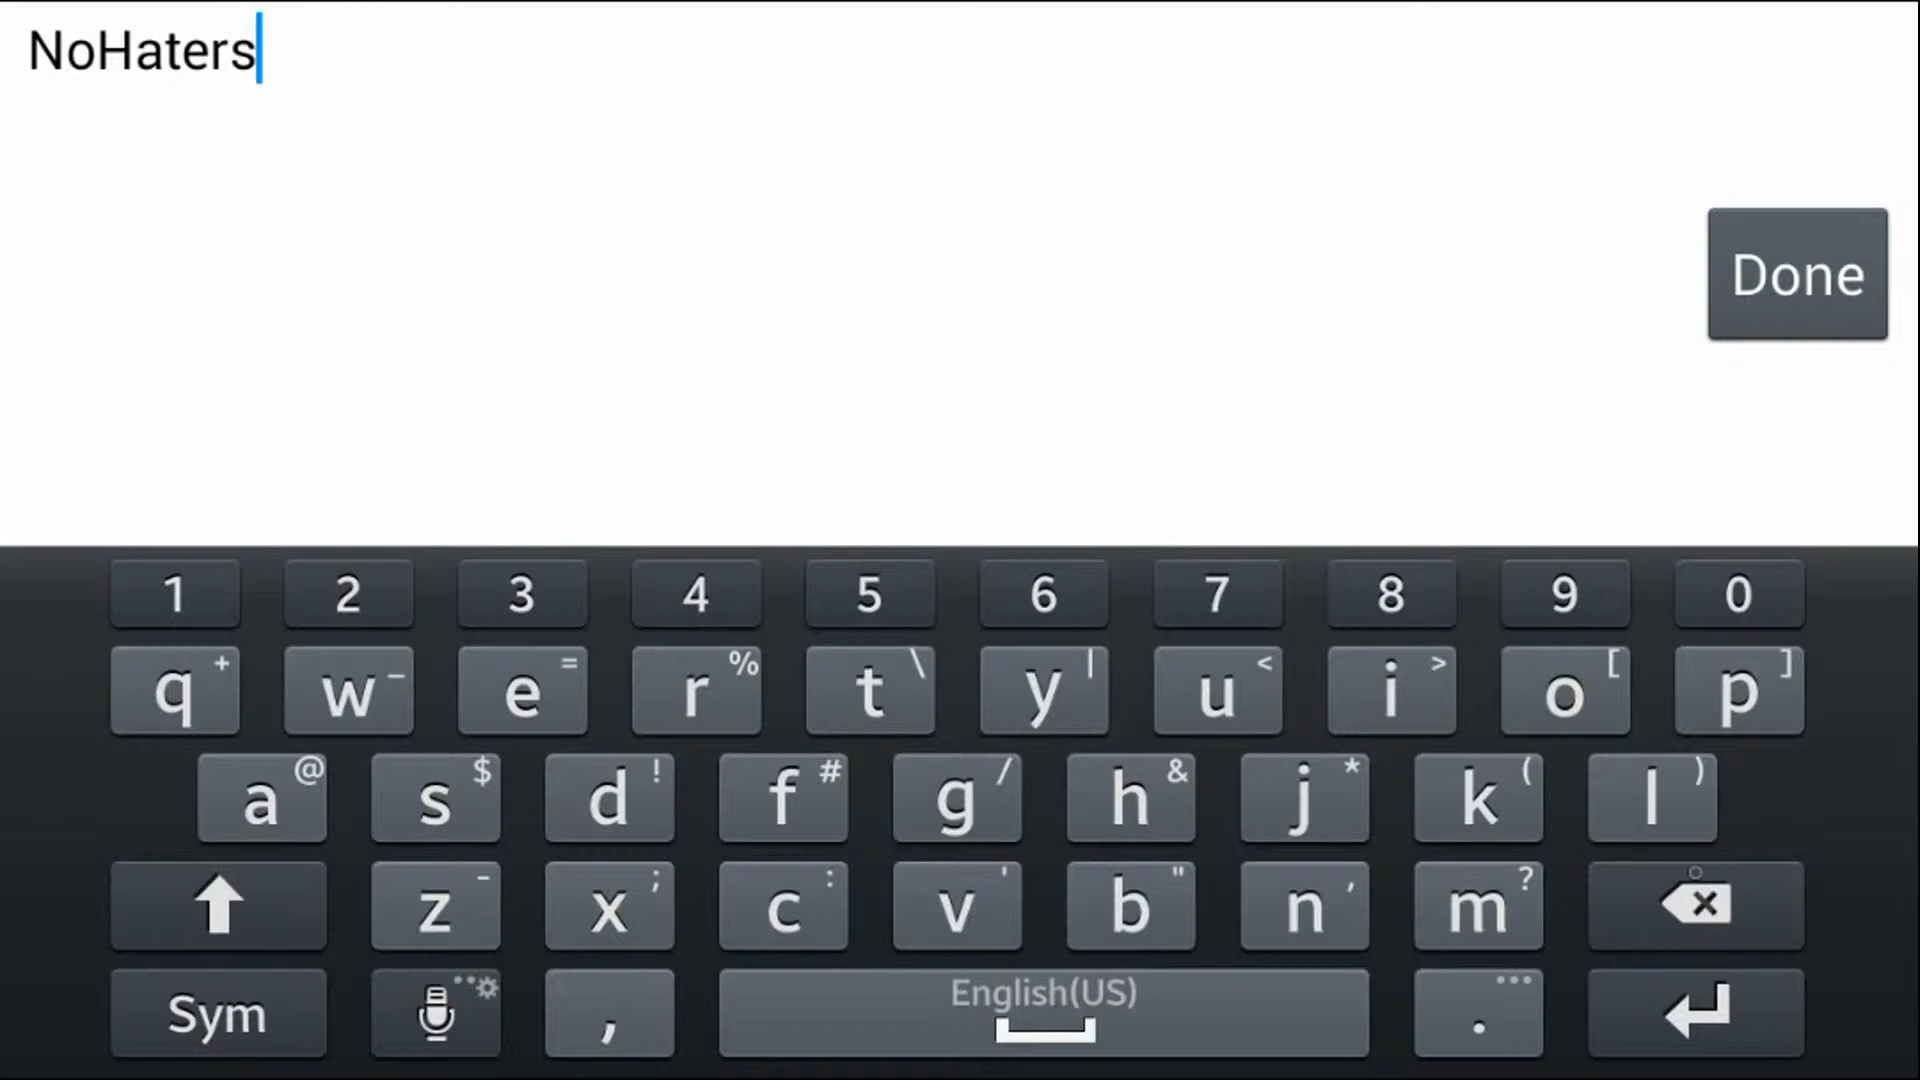 NoHaters
Done
1 2 3 4 5 6 7 8 9 0
q + w _ e = r % t \ y | u < i > o [ p ]
a @ s $ d ! f # g / h & j * k ( l )
z - x ; c : v ' b " n , m ?
Sym , English(US) .